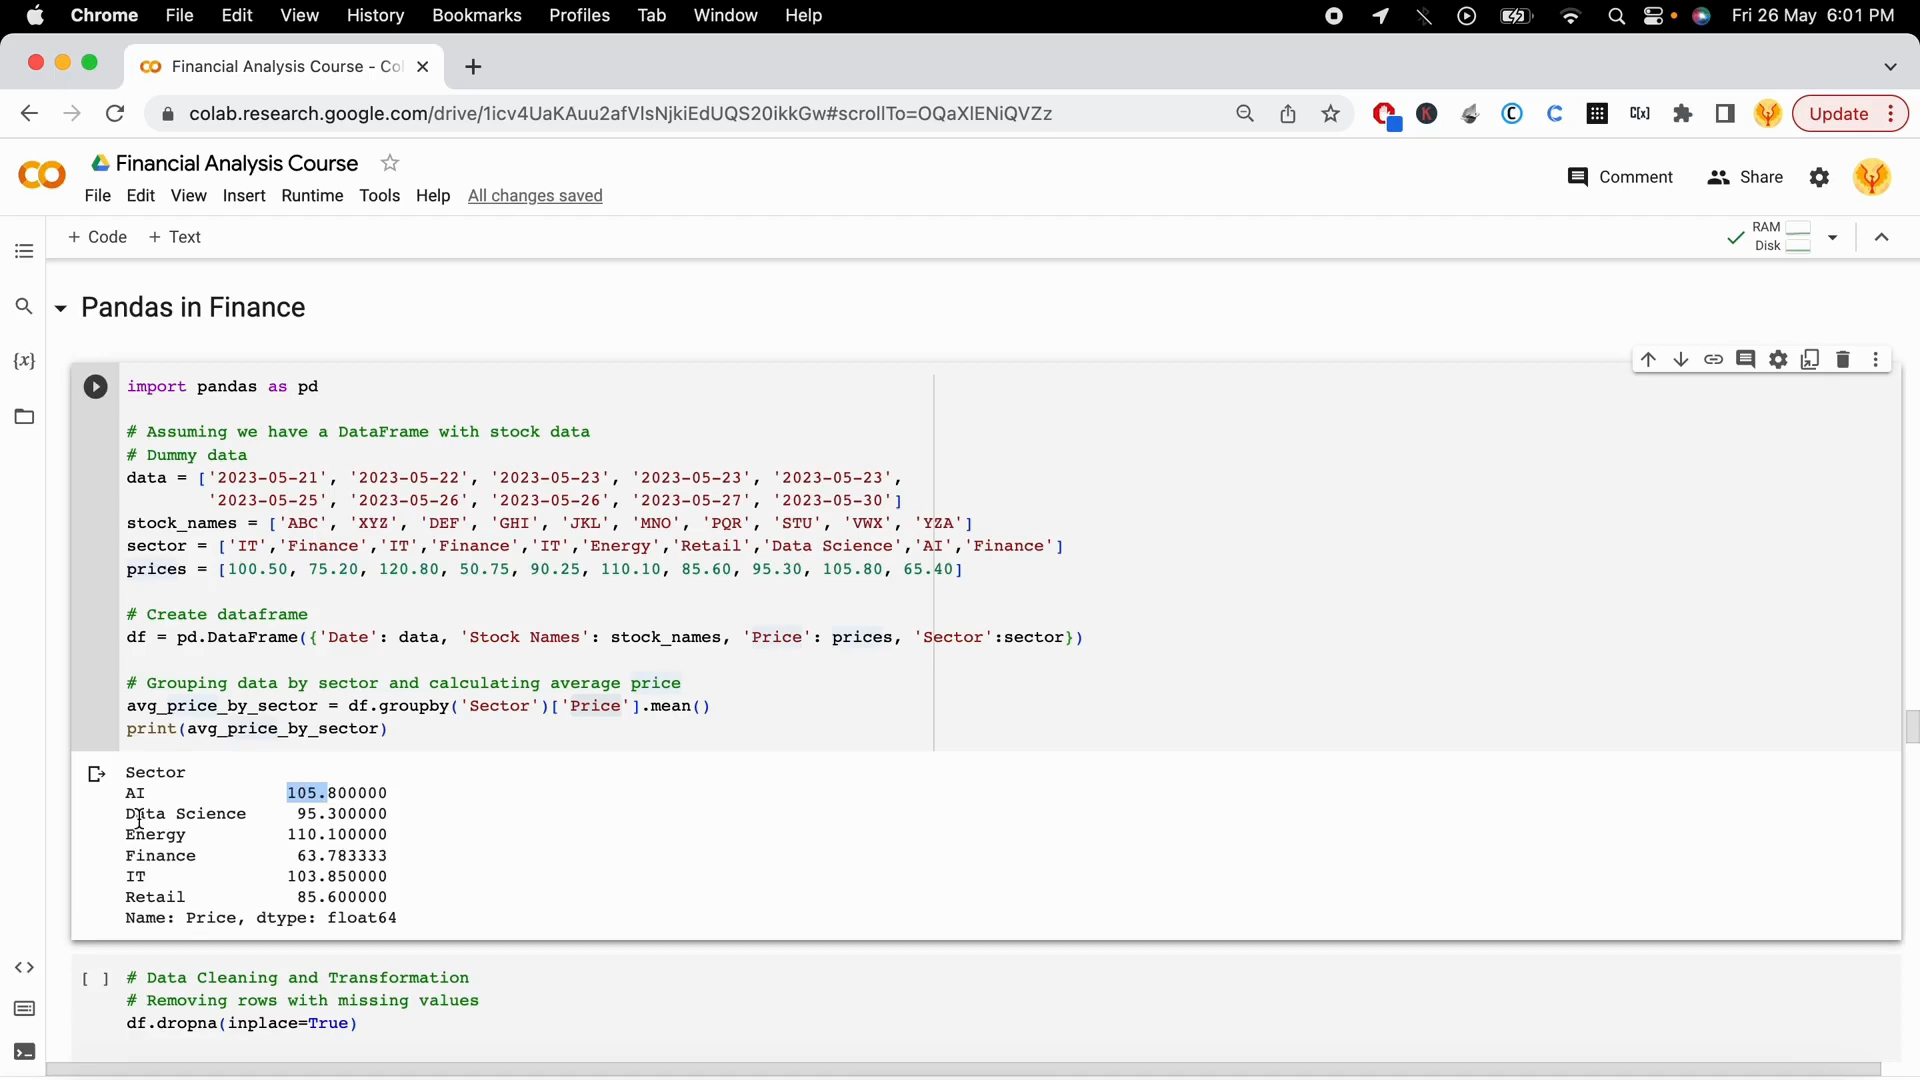 Chrome File Edit View History Bookmarks Profiles Tab Window Help Fri 26 May 6:01 PM
Financial Analysis Course - Co
colab.research.google.com/drive/1icv4UaKAuu2afVlsNjkiEdUQS20ikkGw#scrollTo=OQaXlENiQVZz Update
Financial Analysis Course
File Edit View Insert Runtime Tools Help All changes saved Comment Share
+ Code + Text RAM
Disk
Pandas in Finance
import pandas as pd
# Assuming we have a DataFrame with stock data
# Dummy data
data = ['2023-05-21', '2023-05-22', '2023-05-23', '2023-05-23', '2023-05-23',
'2023-05-25', '2023-05-26', '2023-05-26', '2023-05-27', '2023-05-30']
stock_names = ['ABC', 'XYZ', 'DEF', 'GHI', 'JKL', 'MNO', 'PQR', 'STU', 'VWX', 'YZA']
sector = ['IT','Finance','IT','Finance','IT','Energy','Retail','Data Science','AI','Finance']
prices = [100.50, 75.20, 120.80, 50.75, 90.25, 110.10, 85.60, 95.30, 105.80, 65.40]
# Create dataframe
df = pd.DataFrame({'Date': data, 'Stock Names': stock_names, 'Price': prices, 'Sector':sector})
# Grouping data by sector and calculating average price
avg_price_by_sector = df.groupby('Sector')['Price'].mean()
print(avg_price_by_sector)
Sector
AI 105.800000
Data Science 95.300000
Energy 110.100000
Finance 63.783333
IT 103.850000
Retail 85.600000
Name: Price, dtype: float64
[ ] # Data Cleaning and Transformation
# Removing rows with missing values
df.dropna(inplace=True)